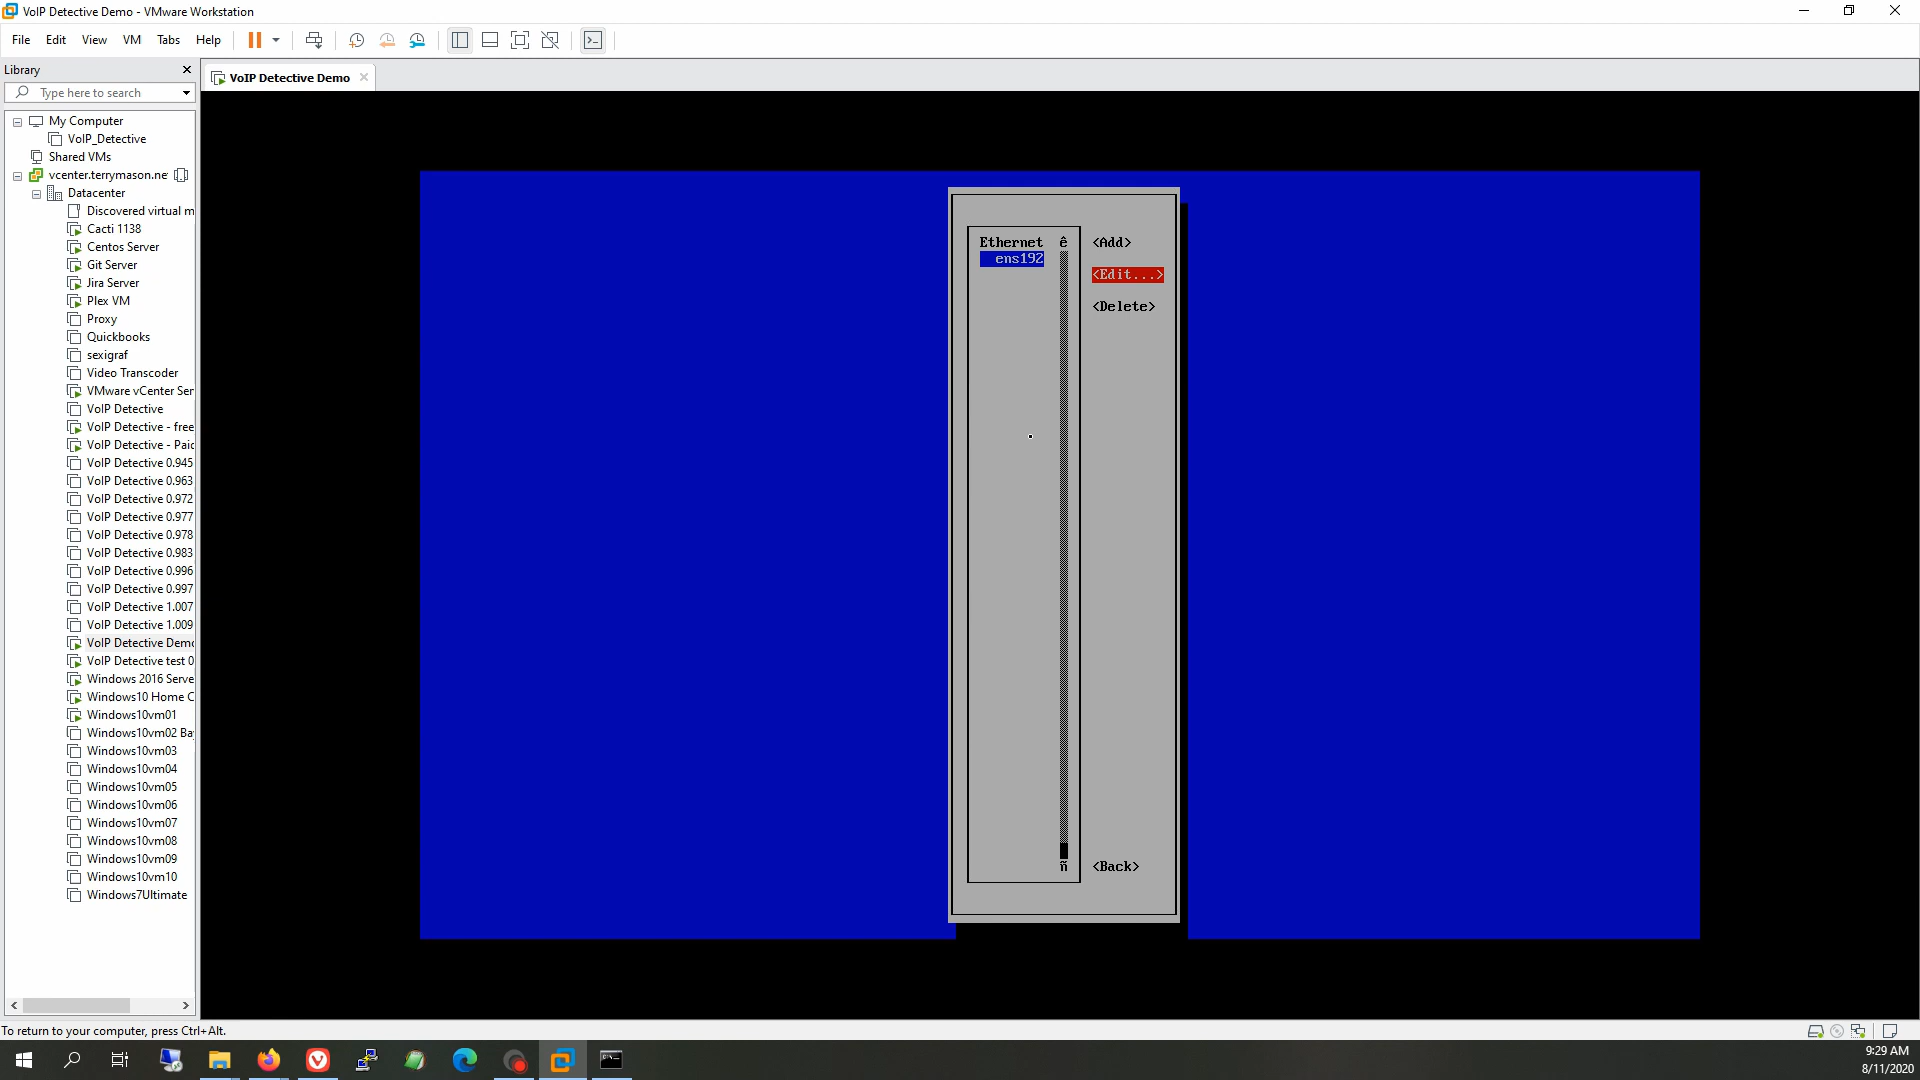 VoIP Detective Demo - VMware Workstation
File Edit View VM Tabs Help
Library
Type here to search
My Computer
VoIP_Detective
Shared VMs
vcenter.terrymason.ne
Datacenter
Discovered virtual m
Cacti 1138
Centos Server
Git Server
Jira Server
Plex VM
Proxy
Quickbooks
sexigraf
Video Transcoder
VMware vCenter Ser
VoIP Detective
VoIP Detective - free
VoIP Detective - Paid
VoIP Detective 0.945
VoIP Detective 0.963
VoIP Detective 0.972
VoIP Detective 0.977
VoIP Detective 0.978
VoIP Detective 0.983
VoIP Detective 0.996
VoIP Detective 0.997
VoIP Detective 1.007
VoIP Detective 1.009
VoIP Detective Demo
VoIP Detective test 0
Windows 2016 Serve
Windows10 Home C
Windows10vm01
Windows10vm02 Ba
Windows10vm03
Windows10vm04
Windows10vm05
Windows10vm06
Windows10vm07
Windows10vm08
Windows10vm09
Windows10vm10
Windows7Ultimate
VoIP Detective Demo
Ethernet ê <Add>
ens192
<Edit...>
<Delete>
ñ <Back>
To return to your computer, press Ctrl+Alt.
9:29 AM
8/11/2020